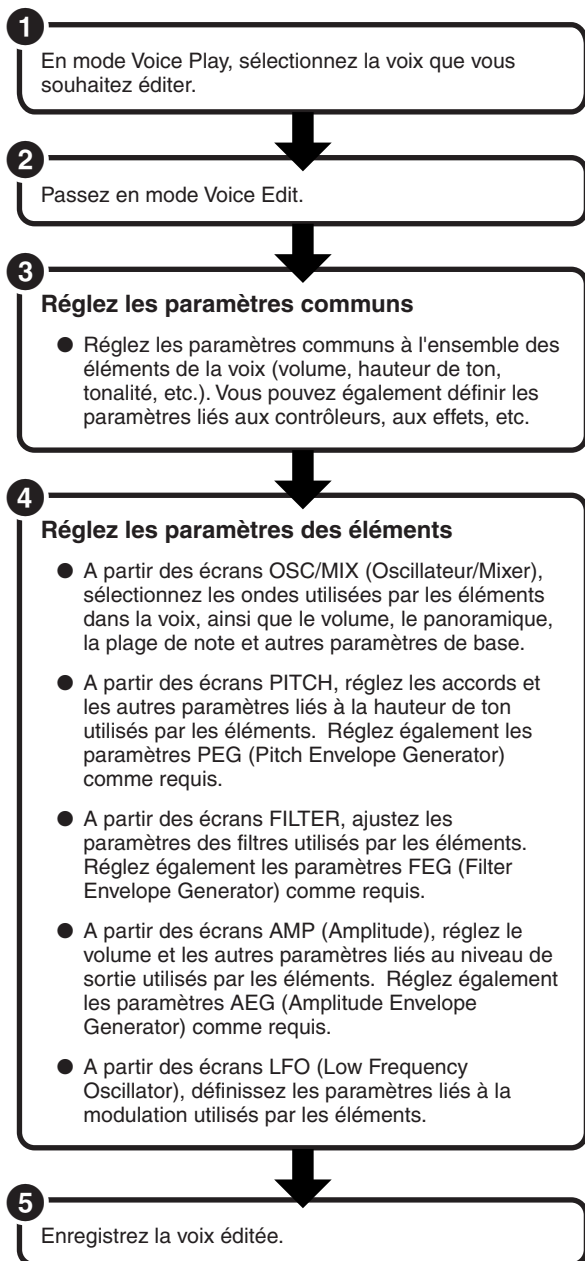 1
En mode Voice Play, sélectionnez la voix que vous
souhaitez éditer.
2
Passez en mode Voice Edit.
3
Réglez les paramètres communs
● Réglez les paramètres communs à l'ensemble des
éléments de la voix (volume, hauteur de ton,
tonalité, etc.). Vous pouvez également définir les
paramètres liés aux contrôleurs, aux effets, etc.
4
Réglez les paramètres des éléments
● A partir des écrans OSC/MIX (Oscillateur/Mixer),
sélectionnez les ondes utilisées par les éléments
dans la voix, ainsi que le volume, le panoramique,
la plage de note et autres paramètres de base.
● A partir des écrans PITCH, réglez les accords et
les autres paramètres liés à la hauteur de ton
utilisés par les éléments. Réglez également les
paramètres PEG (Pitch Envelope Generator)
comme requis.
● A partir des écrans FILTER, ajustez les
paramètres des filtres utilisés par les éléments.
Réglez également les paramètres FEG (Filter
Envelope Generator) comme requis.
● A partir des écrans AMP (Amplitude), réglez le
volume et les autres paramètres liés au niveau de
sortie utilisés par les éléments. Réglez également
les paramètres AEG (Amplitude Envelope
Generator) comme requis.
● A partir des écrans LFO (Low Frequency
Oscillator), définissez les paramètres liés à la
modulation utilisés par les éléments.
5
Enregistrez la voix éditée.